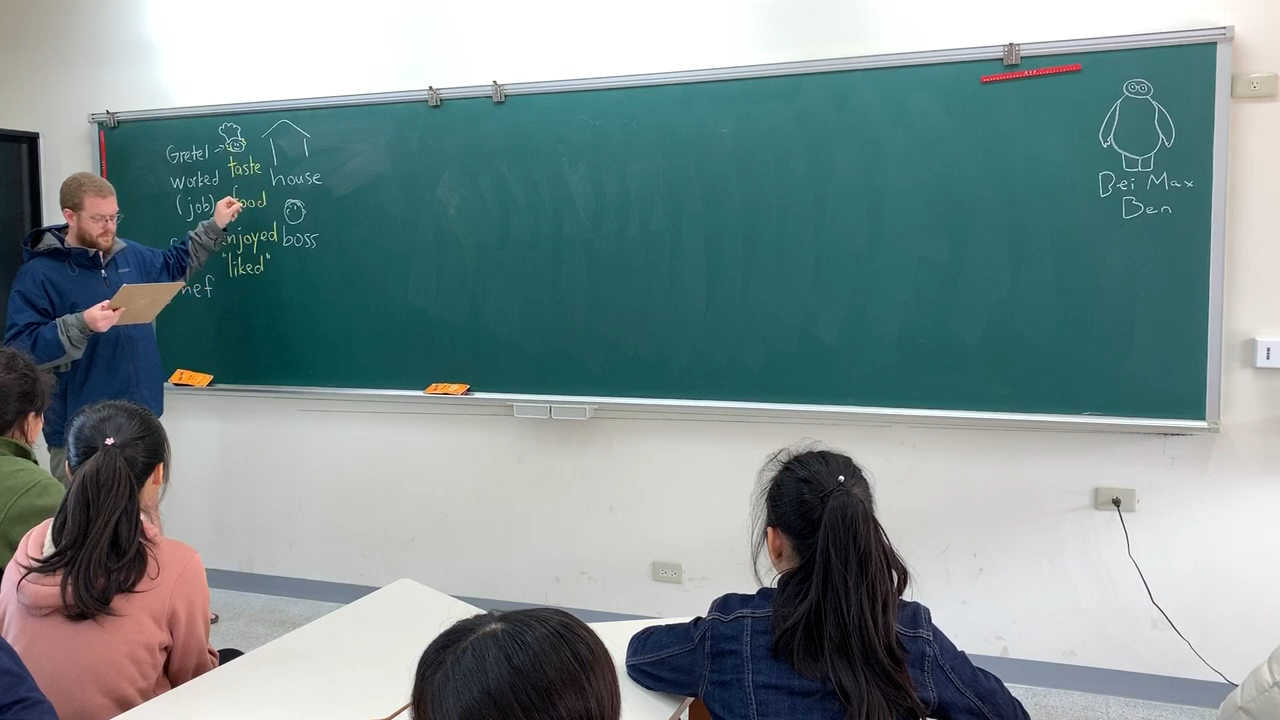 Gretel → taste house
worked food
(job) enjoyed boss
"liked"
Bei Max
Ben